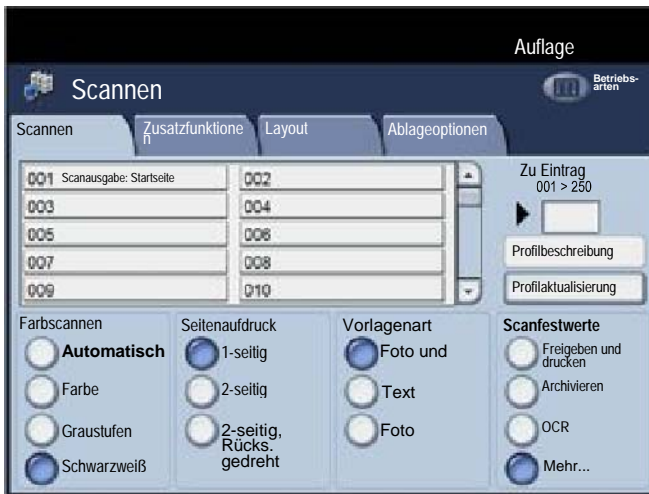 Auflage
Scannen
Betriebs-
arten
Scannen
Zusatzfunktione
n
Layout
Ablageoptionen
001 Scanausgabe: Startseite
002
003
004
005
006
007
008
009
010
Zu Eintrag
001 > 250
Profilbeschreibung
Profilaktualisierung
Farbscannen
Automatisch
Farbe
Graustufen
Schwarzweiß
Seitenaufdruck
1-seitig
2-seitig
2-seitig,
Rücks.
gedreht
Vorlagenart
Foto und
Text
Foto
Scanfestwerte
Freigeben und
drucken
Archivieren
OCR
Mehr...